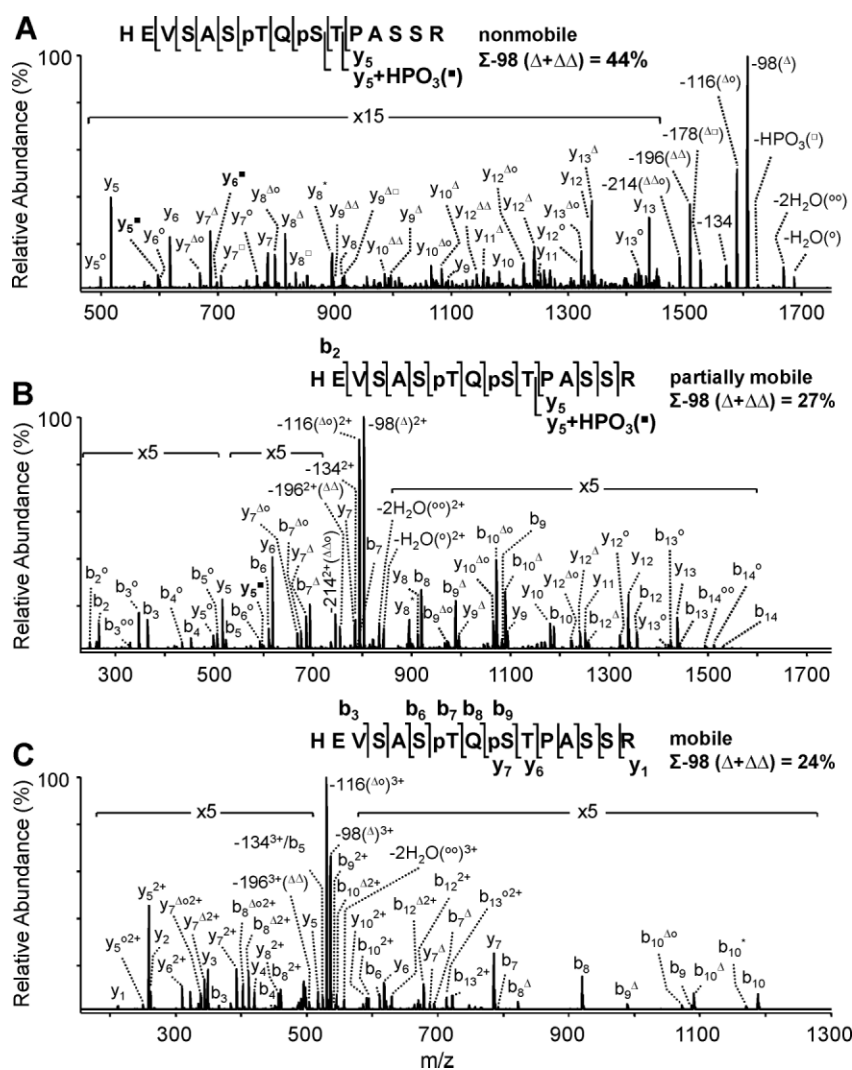 A
HEVSASpTQpSTPASSR
nonmobile
y5
Σ-98 (Δ+ΔΔ) = 44%
y5+HPO3(▪)
100
-98(Δ)
-116(Δo)
x15
-178(Δ□)
-196(ΔΔ)
-HPO3(□)
-214(ΔΔo)
-2H2O(oo)
-134
-H2O(o)
y5o y5 y5▪ y6o y6 y6▪ y7Δo y7Δ y7□ y7o y7 y8Δo y8Δ y8□ y8* y9ΔΔ y8 y9Δ□ y10ΔΔ y9Δ y10Δo y10Δ y9 y12ΔΔ y11Δ y10 y12Δo y12Δ y11 y12o y13Δo y12 y13Δ y13o y13
Relative Abundance (%)
500 700 900 1100 1300 1500 1700
b2
B
HEVSASpTQpSTPASSR
partially mobile
y5
Σ-98 (Δ+ΔΔ) = 27%
y5+HPO3(▪)
100
-116(Δo)2+
-98(Δ)2+
x5 x5 x5
-1342+
-1962+(ΔΔ)
-2H2O(oo)2+
-H2O(o)2+
-2142+(ΔΔo)
b2o b2 b3oo b3o b3 b4o b4 y5o b5o y5 b5 b6o y5▪ b6 y6 y7Δo b7Δo y7Δ b7Δ y7 b7 y8* y8 b8 b9Δo b9Δ y9Δ b10Δo b10Δ b9 y9 y10 b10 y12Δo y12Δ y11 b12Δ y12o y12 b12 y13o b13o y13 b13 b14oo b14o b14
Relative Abundance (%)
300 500 700 900 1100 1300 1500 1700
b3 b6 b7 b8 b9
C
HEVSASpTQpSTPASSR
mobile
y7 y6 y1
Σ-98 (Δ+ΔΔ) = 24%
100
-116(Δo)3+
x5 x5
-98(Δ)3+
-1343+/b5
-2H2O(oo)3+
-1963+(ΔΔ)
y1 y5o2+ y52+ y2 y62+ y7Δo2+ y7Δ2+ y3 b3 y72+ b8Δo2+ b8Δ2+ y4 b4 y82+ b82+ y5 b92+ b10Δ2+ y102+ b102+ b6 y6 b12Δ2+ b122+ y7Δ b7Δ b132+ b13o2+ y7 b7 b8Δ b8 b9Δ b10Δo b9 b10Δ b10* b10
Relative Abundance (%)
300 500 700 900 1100 1300
m/z